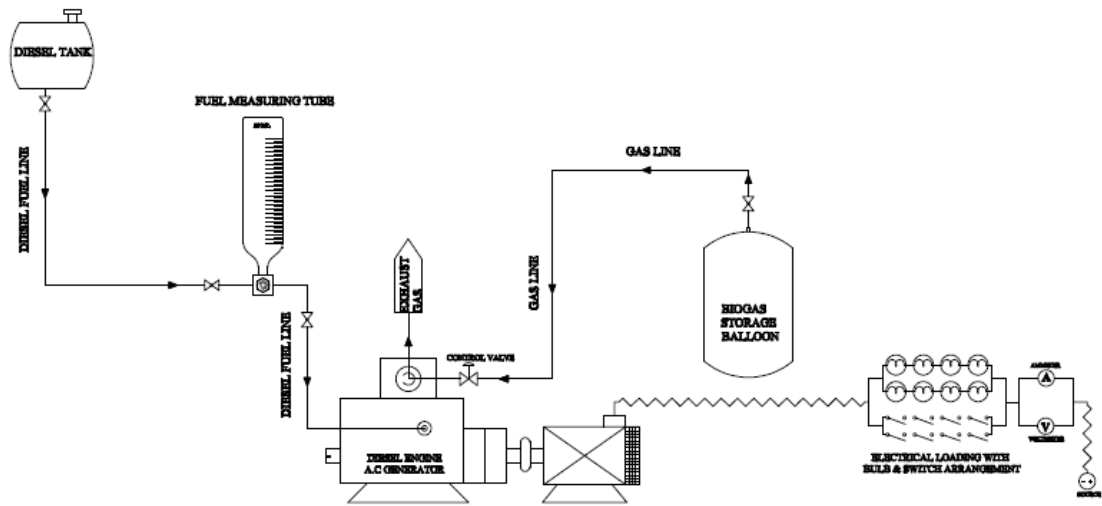 DIESEL TANK
FUEL MEASURING TUBE
DIESEL FUEL LINE
GAS LINE
GAS LINE
EXHAUST
GAS
DIESEL FUEL LINE
CONTROL VALVE
BIOGAS
STORAGE
BALLOON
DIESEL ENGINE
A.C GENERATOR
AMMETER
A
V
VOLTMETER
ELECTRICAL LOADING WITH
BULB & SWITCH ARRANGEMENT
SOURCE